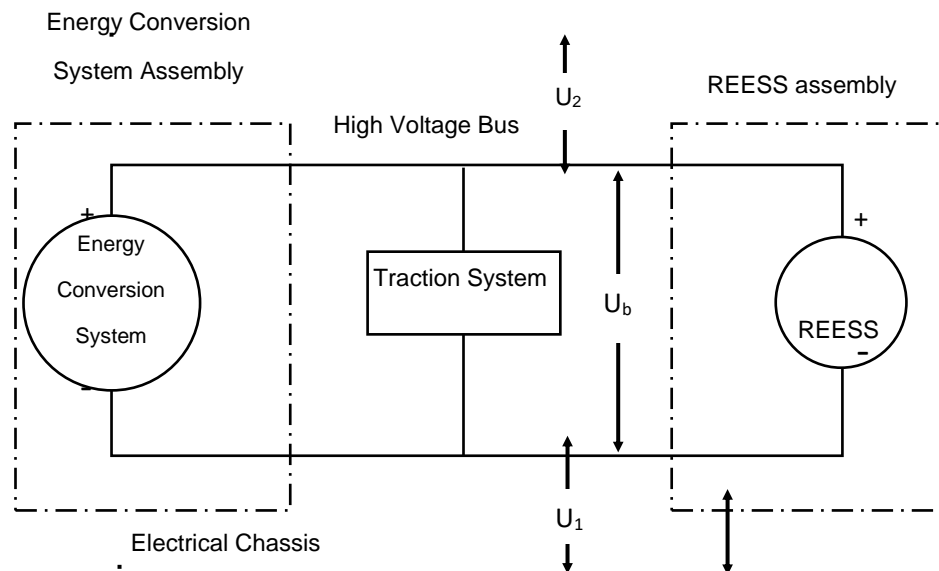 Energy Conversion
System Assembly
U2
REESS assembly
High Voltage Bus
+
+
Energy
Conversion
System
-
Traction System
Ub
REESS
-
U1
Electrical Chassis